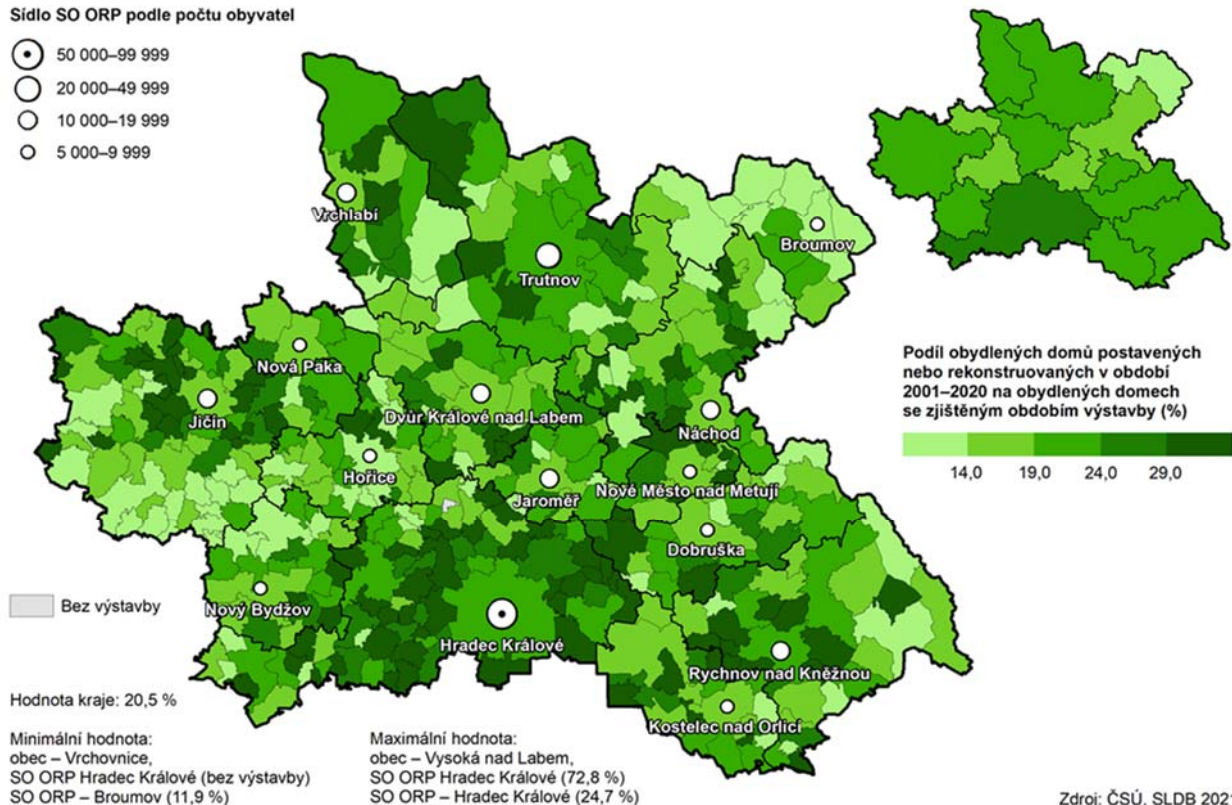 Sídlo SO ORP podle počtu obyvatel
50 000–99 999
20 000–49 999
10 000–19 999
5 000–9 999
Vrchlabí
Broumov
Trutnov
Nová Paka
Jičín
Dvůr Králové nad Labem
Náchod
Hořice
Jaroměř
Nové Město nad Metují
Dobruška
Nový Bydžov
Hradec Králové
Rychnov nad Kněžnou
Kostelec nad Orlicí
Podíl obydlených domů postavených
nebo rekonstruovaných v období
2001–2020 na obydlených domech
se zjištěným obdobím výstavby (%)
14,0 19,0 24,0 29,0
Bez výstavby
Hodnota kraje: 20,5 %
Minimální hodnota:
obec – Vrchovnice,
SO ORP Hradec Králové (bez výstavby)
SO ORP – Broumov (11,9 %)
Maximální hodnota:
obec – Vysoká nad Labem,
SO ORP Hradec Králové (72,8 %)
SO ORP – Hradec Králové (24,7 %)
Zdroj: ČSÚ, SLDB 2021